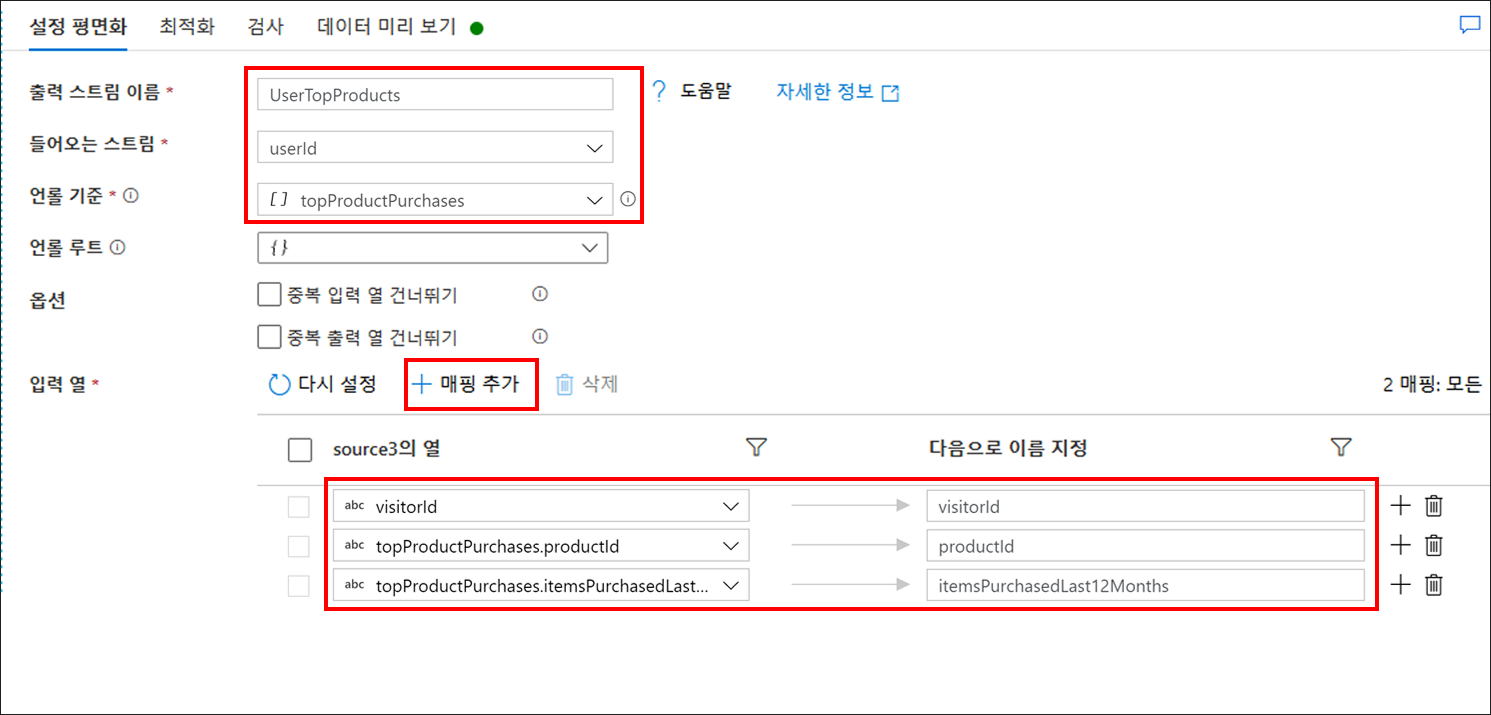 설정 평면화 최적화 검사 데이터 미리 보기
출력 스트림 이름 * UserTopProducts ? 도움말 자세한 정보
들어오는 스트림 * userId
언롤 기준 * [] topProductPurchases
언롤 루트 {}
옵션 중복 입력 열 건너뛰기
중복 출력 열 건너뛰기
입력 열 * 다시 설정 + 매핑 추가 삭제 2 매핑: 모든
source3의 열 다음으로 이름 지정
abc visitorId visitorId
abc topProductPurchases.productId productId
abc topProductPurchases.itemsPurchasedLast... itemsPurchasedLast12Months